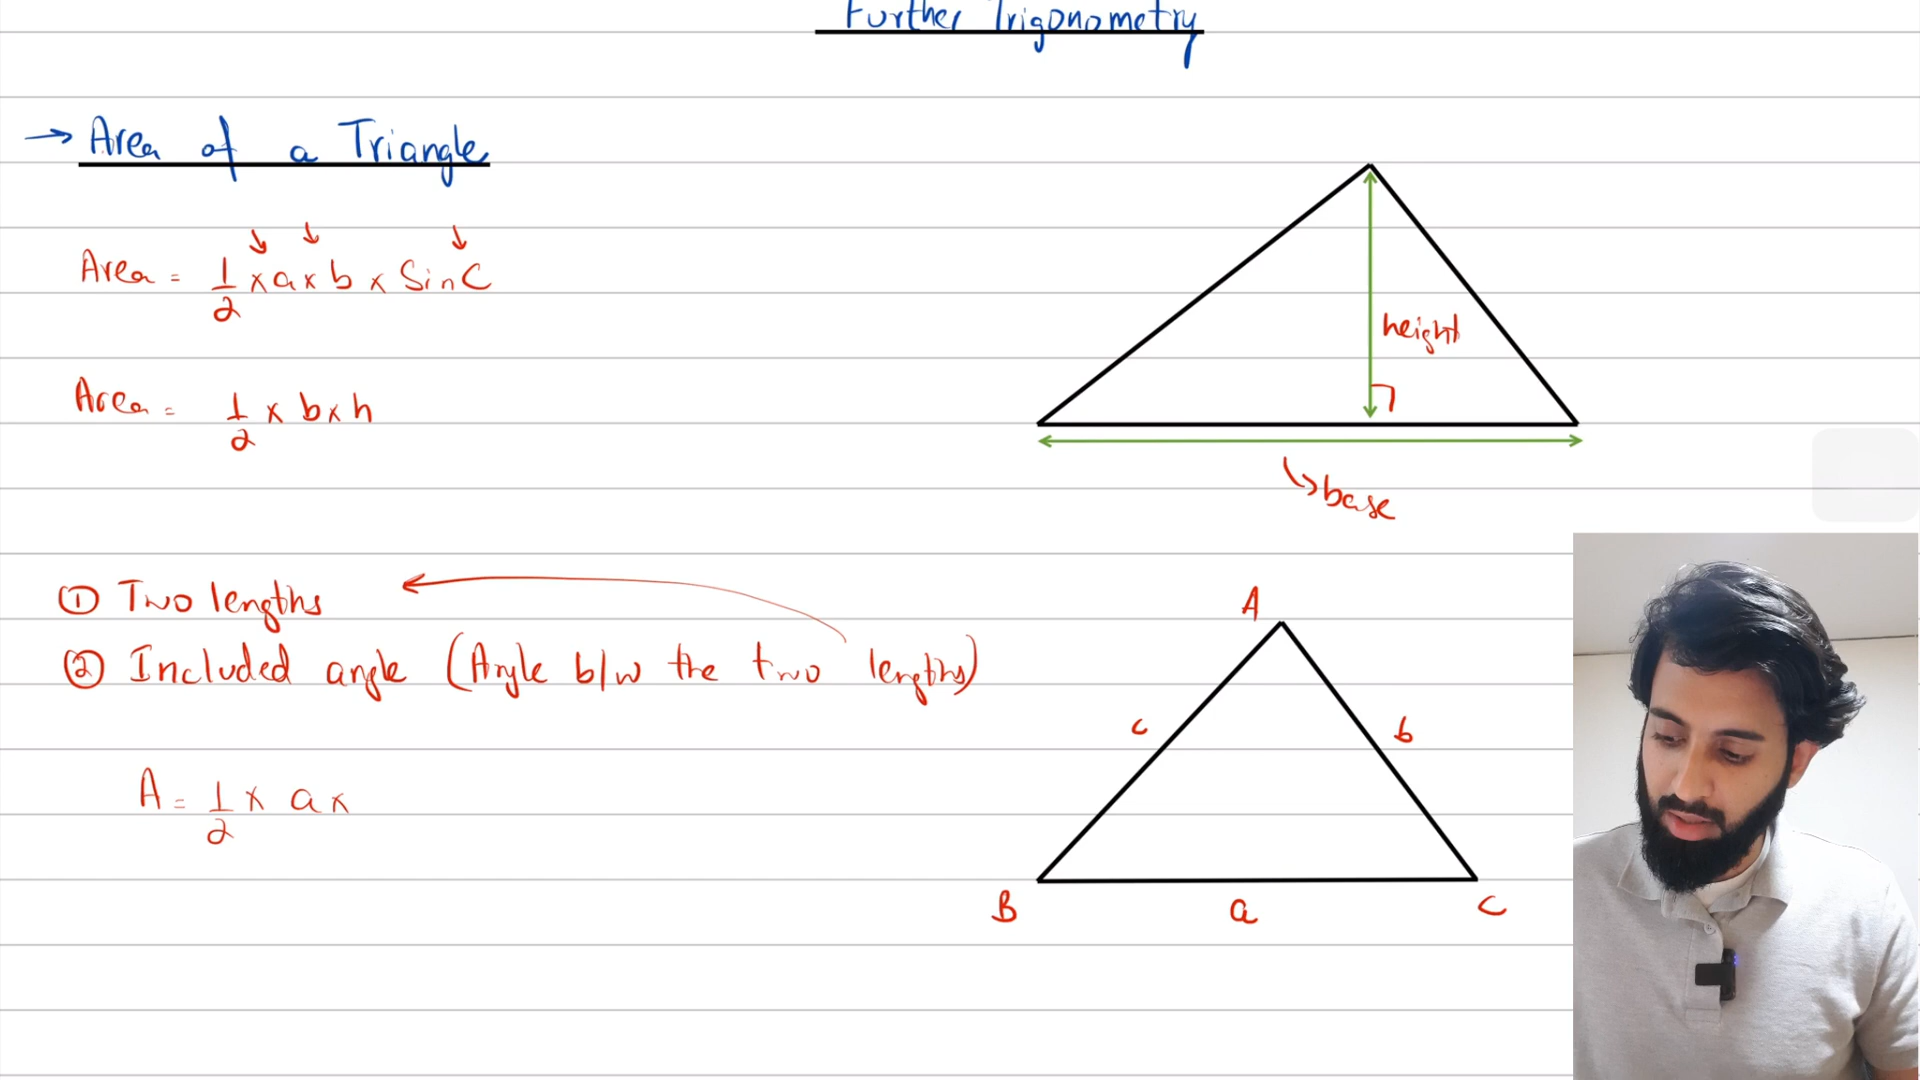 Further Trigonometry
→ Area of a Triangle
Area = 1/2 × a × b × Sin C
Area = 1/2 × b × h
height
↳ base
① Two lengths
② Included angle (Angle b/w the two lengths)
A = 1/2 × a ×
A
c
b
B
a
C